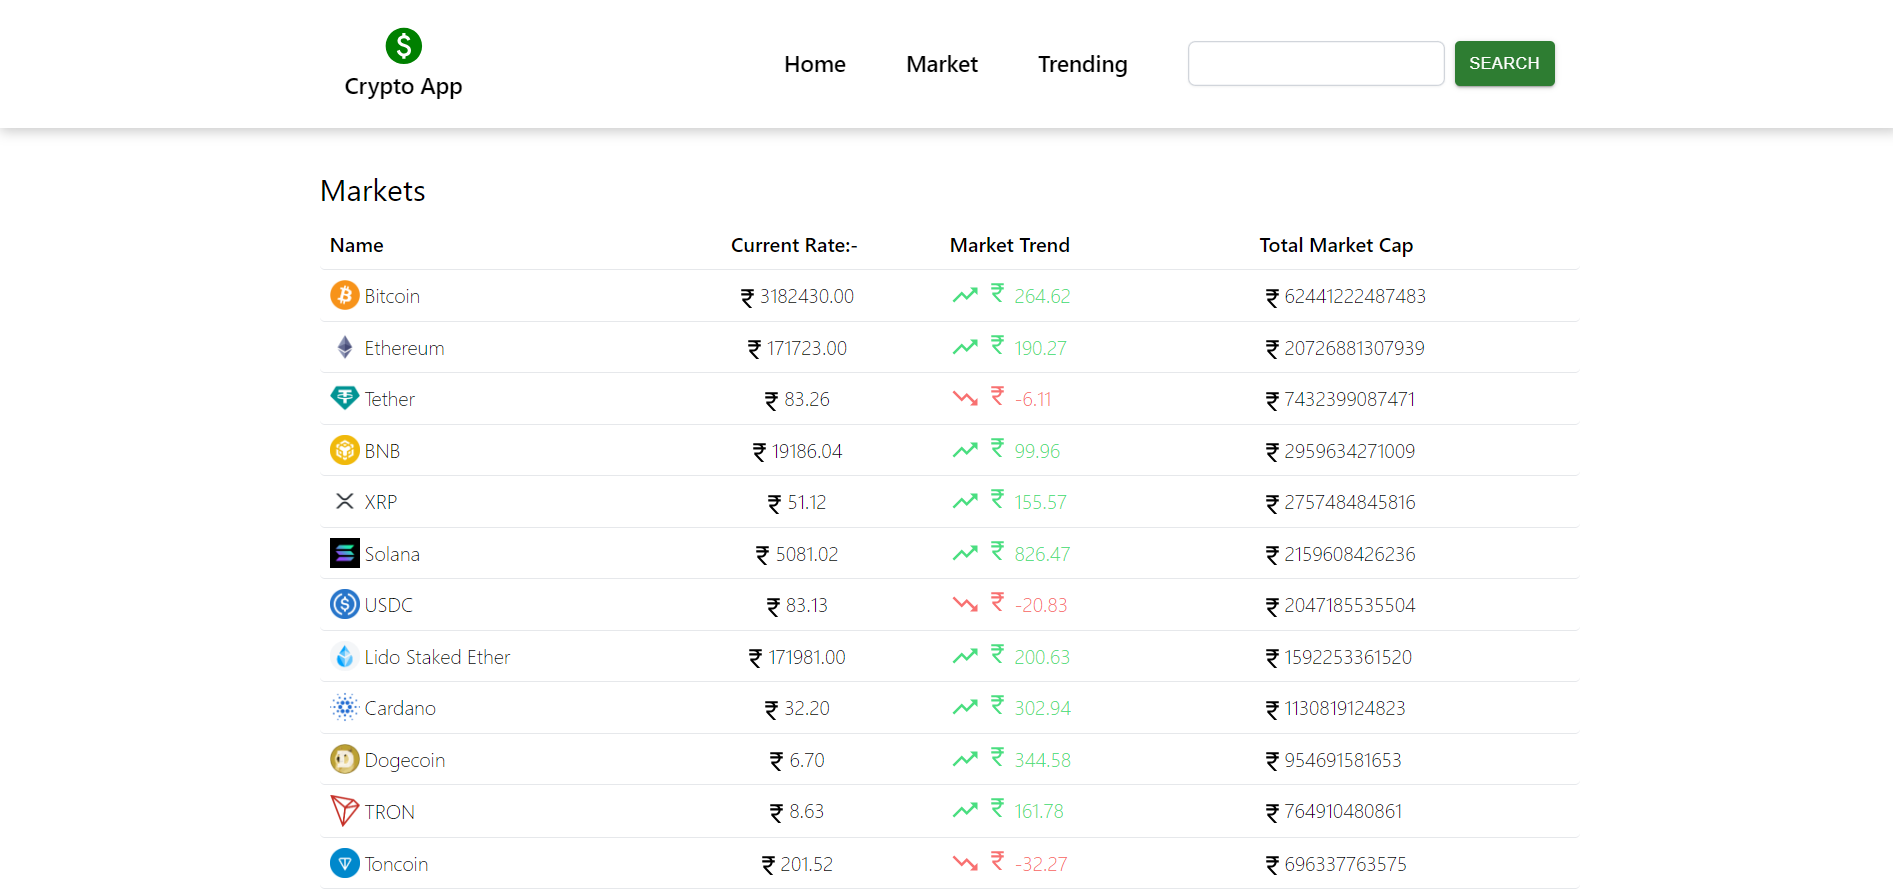 Crypto App
Home Market Trending SEARCH
Markets
Name Current Rate:- Market Trend Total Market Cap
Bitcoin ₹ 3182430.00 ₹ 264.62 ₹ 62441222487483
Ethereum ₹ 171723.00 ₹ 190.27 ₹ 20726881307939
Tether ₹ 83.26 ₹ -6.11 ₹ 7432399087471
BNB ₹ 19186.04 ₹ 99.96 ₹ 2959634271009
XRP ₹ 51.12 ₹ 155.57 ₹ 2757484845816
Solana ₹ 5081.02 ₹ 826.47 ₹ 2159608426236
USDC ₹ 83.13 ₹ -20.83 ₹ 2047185535504
Lido Staked Ether ₹ 171981.00 ₹ 200.63 ₹ 1592253361520
Cardano ₹ 32.20 ₹ 302.94 ₹ 1130819124823
Dogecoin ₹ 6.70 ₹ 344.58 ₹ 954691581653
TRON ₹ 8.63 ₹ 161.78 ₹ 764910480861
Toncoin ₹ 201.52 ₹ -32.27 ₹ 696337763575